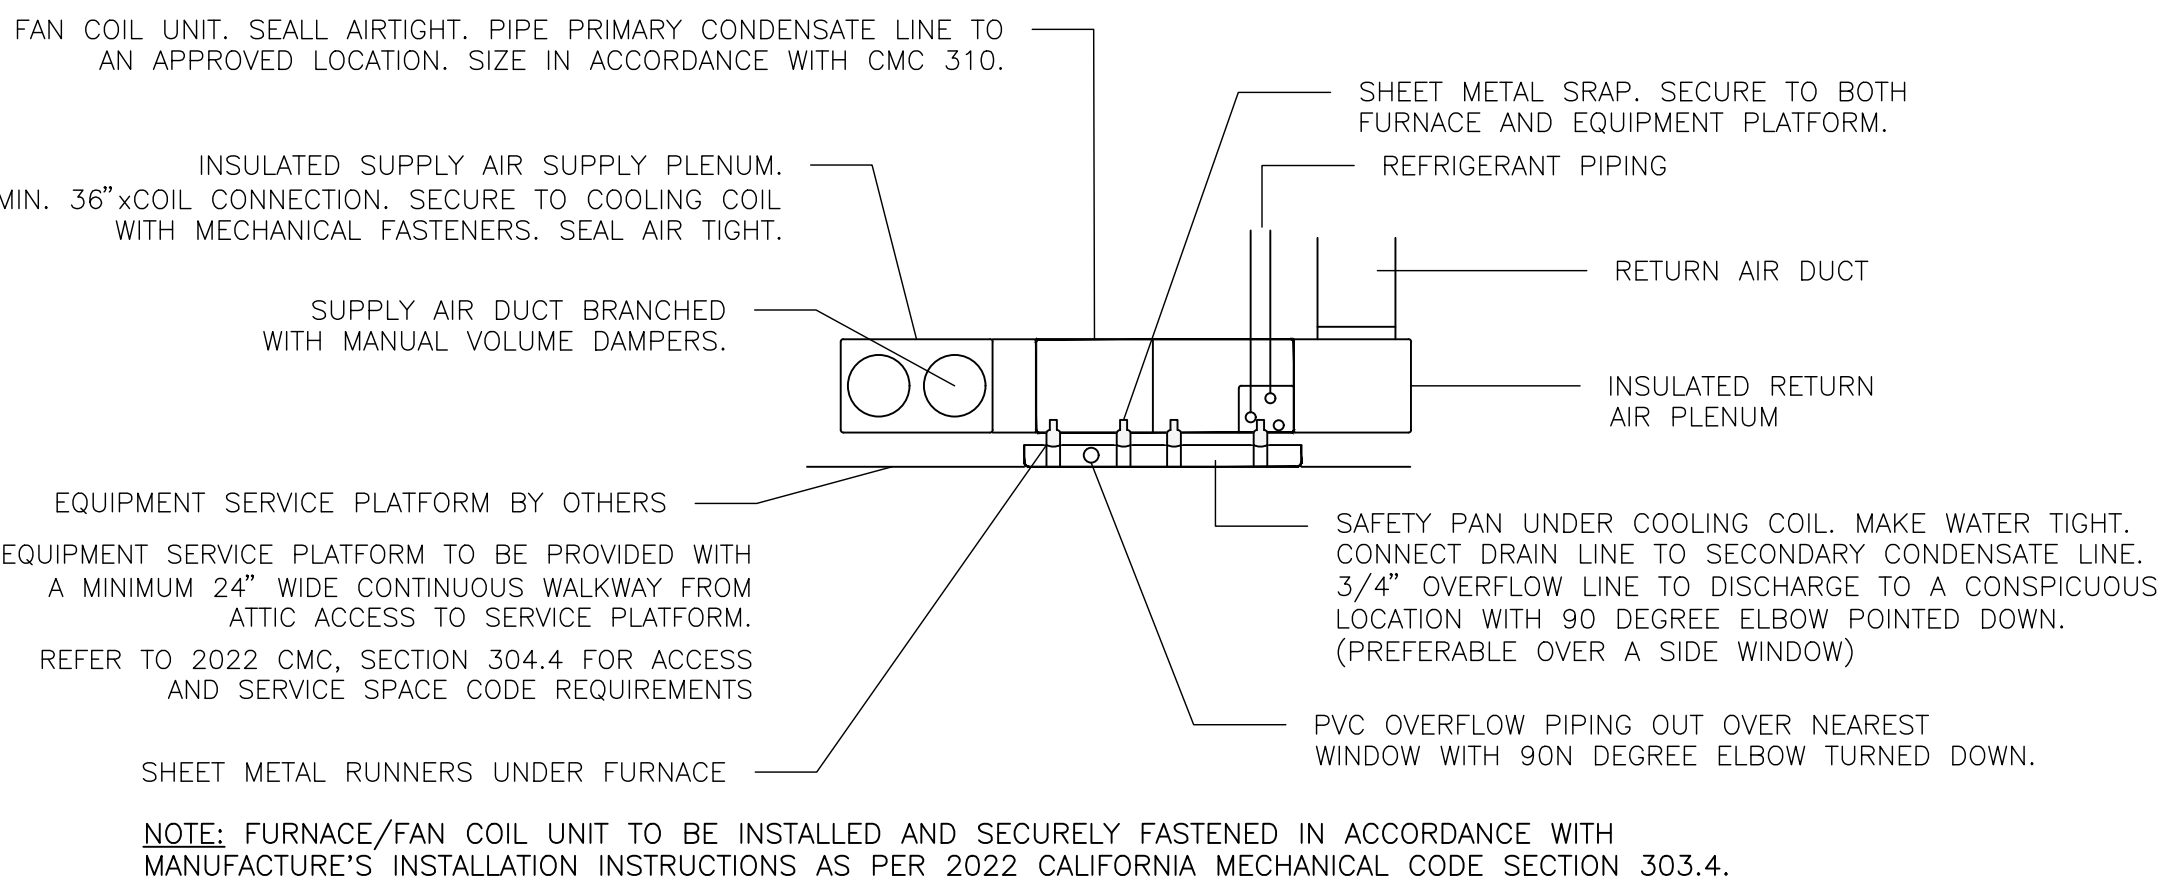 FAN COIL UNIT. SEALL AIRTIGHT. PIPE PRIMARY CONDENSATE LINE TO
AN APPROVED LOCATION. SIZE IN ACCORDANCE WITH CMC 310.
SHEET METAL SRAP. SECURE TO BOTH
FURNACE AND EQUIPMENT PLATFORM.
INSULATED SUPPLY AIR SUPPLY PLENUM.
MIN. 36"xCOIL CONNECTION. SECURE TO COOLING COIL
WITH MECHANICAL FASTENERS. SEAL AIR TIGHT.
REFRIGERANT PIPING
RETURN AIR DUCT
SUPPLY AIR DUCT BRANCHED
WITH MANUAL VOLUME DAMPERS.
INSULATED RETURN
AIR PLENUM
EQUIPMENT SERVICE PLATFORM BY OTHERS
EQUIPMENT SERVICE PLATFORM TO BE PROVIDED WITH
A MINIMUM 24" WIDE CONTINUOUS WALKWAY FROM
ATTIC ACCESS TO SERVICE PLATFORM.
REFER TO 2022 CMC, SECTION 304.4 FOR ACCESS
AND SERVICE SPACE CODE REQUIREMENTS
SAFETY PAN UNDER COOLING COIL. MAKE WATER TIGHT.
CONNECT DRAIN LINE TO SECONDARY CONDENSATE LINE.
3/4" OVERFLOW LINE TO DISCHARGE TO A CONSPICUOUS
LOCATION WITH 90 DEGREE ELBOW POINTED DOWN.
(PREFERABLE OVER A SIDE WINDOW)
PVC OVERFLOW PIPING OUT OVER NEAREST
WINDOW WITH 90N DEGREE ELBOW TURNED DOWN.
SHEET METAL RUNNERS UNDER FURNACE
NOTE: FURNACE/FAN COIL UNIT TO BE INSTALLED AND SECURELY FASTENED IN ACCORDANCE WITH
MANUFACTURE'S INSTALLATION INSTRUCTIONS AS PER 2022 CALIFORNIA MECHANICAL CODE SECTION 303.4.